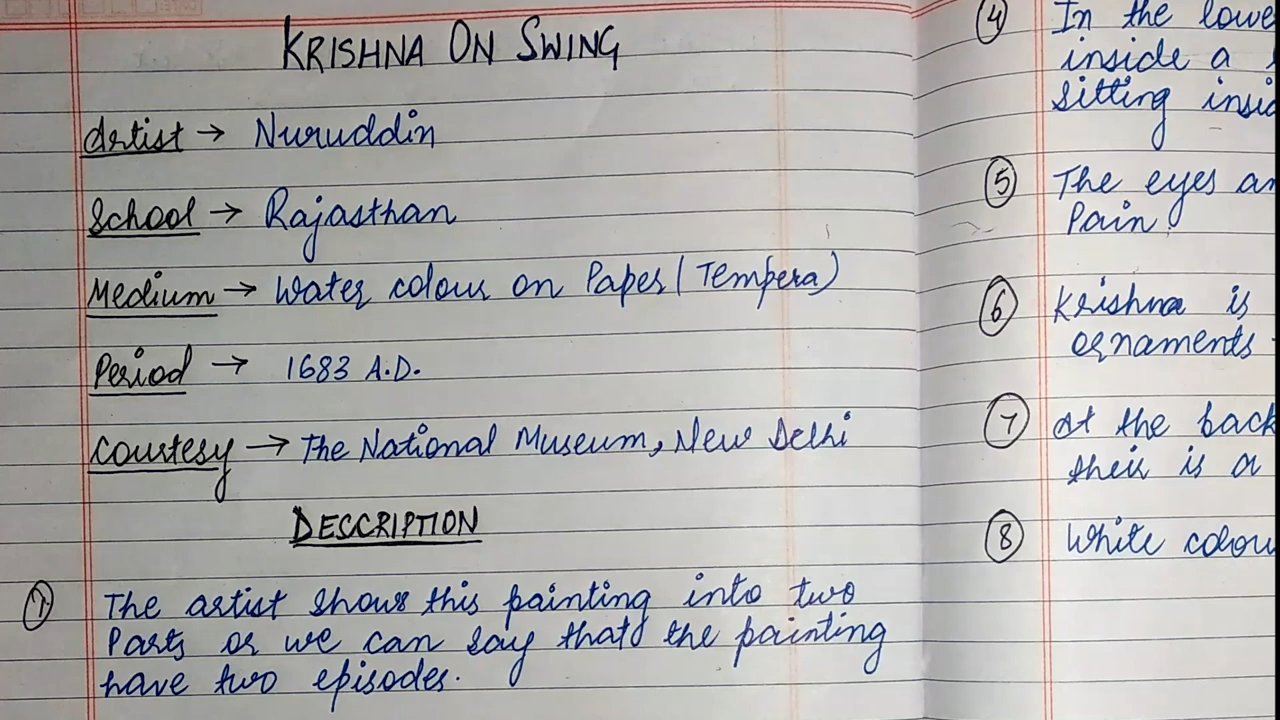 KRISHNA ON SWING
Artist → Nuruddin
School → Rajasthan
Medium → Water colour on Paper (Tempera)
Period → 1683 A.D.
Courtesy → The National Museum, New Delhi
DESCRIPTION
① The artist shows this painting into two
Parts or we can say that the painting
have two episodes.
④ In the lowe
inside a
sitting insid
⑤ The eyes an
Pain.
⑥ Krishna is
ornaments
⑦ At the back
their is a
⑧ White colou